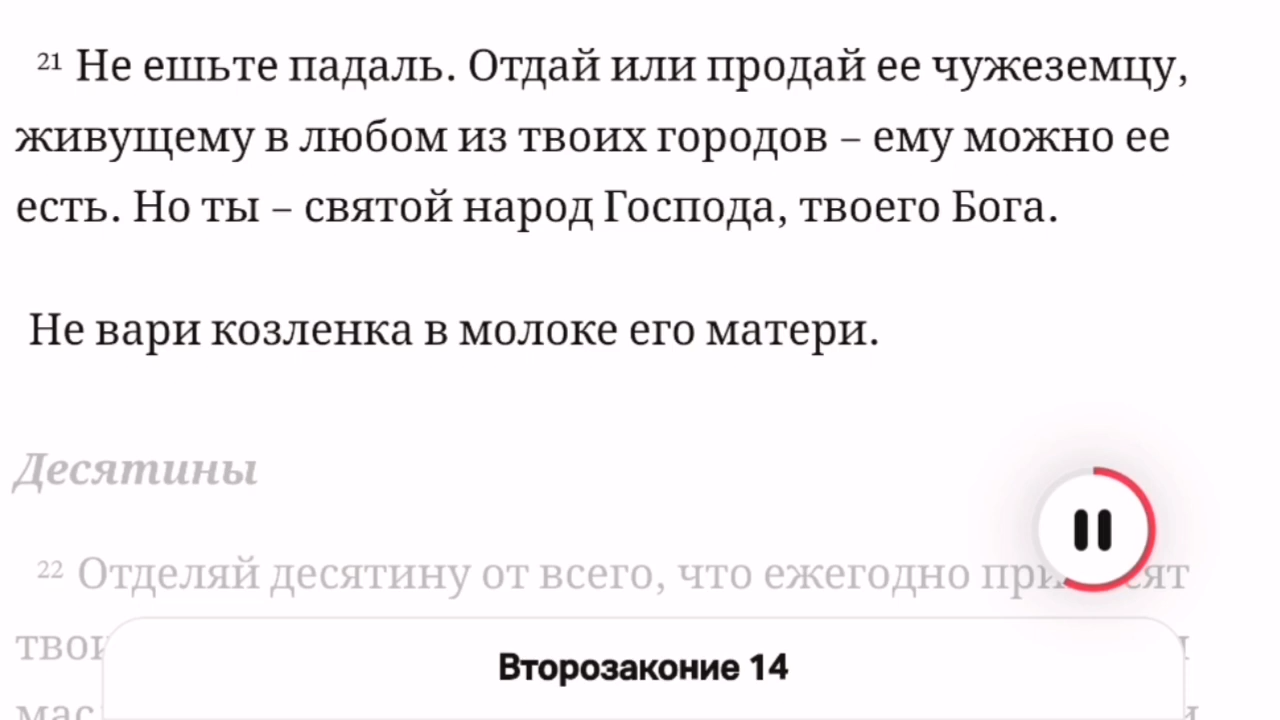 21 Не ешьте падаль. Отдай или продай ее чужеземцу,
живущему в любом из твоих городов – ему можно ее
есть. Но ты – святой народ Господа, твоего Бога.
Не вари козленка в молоке его матери.
Десятины
22 Отделяй десятину от всего, что ежегодно
Второзаконие 14